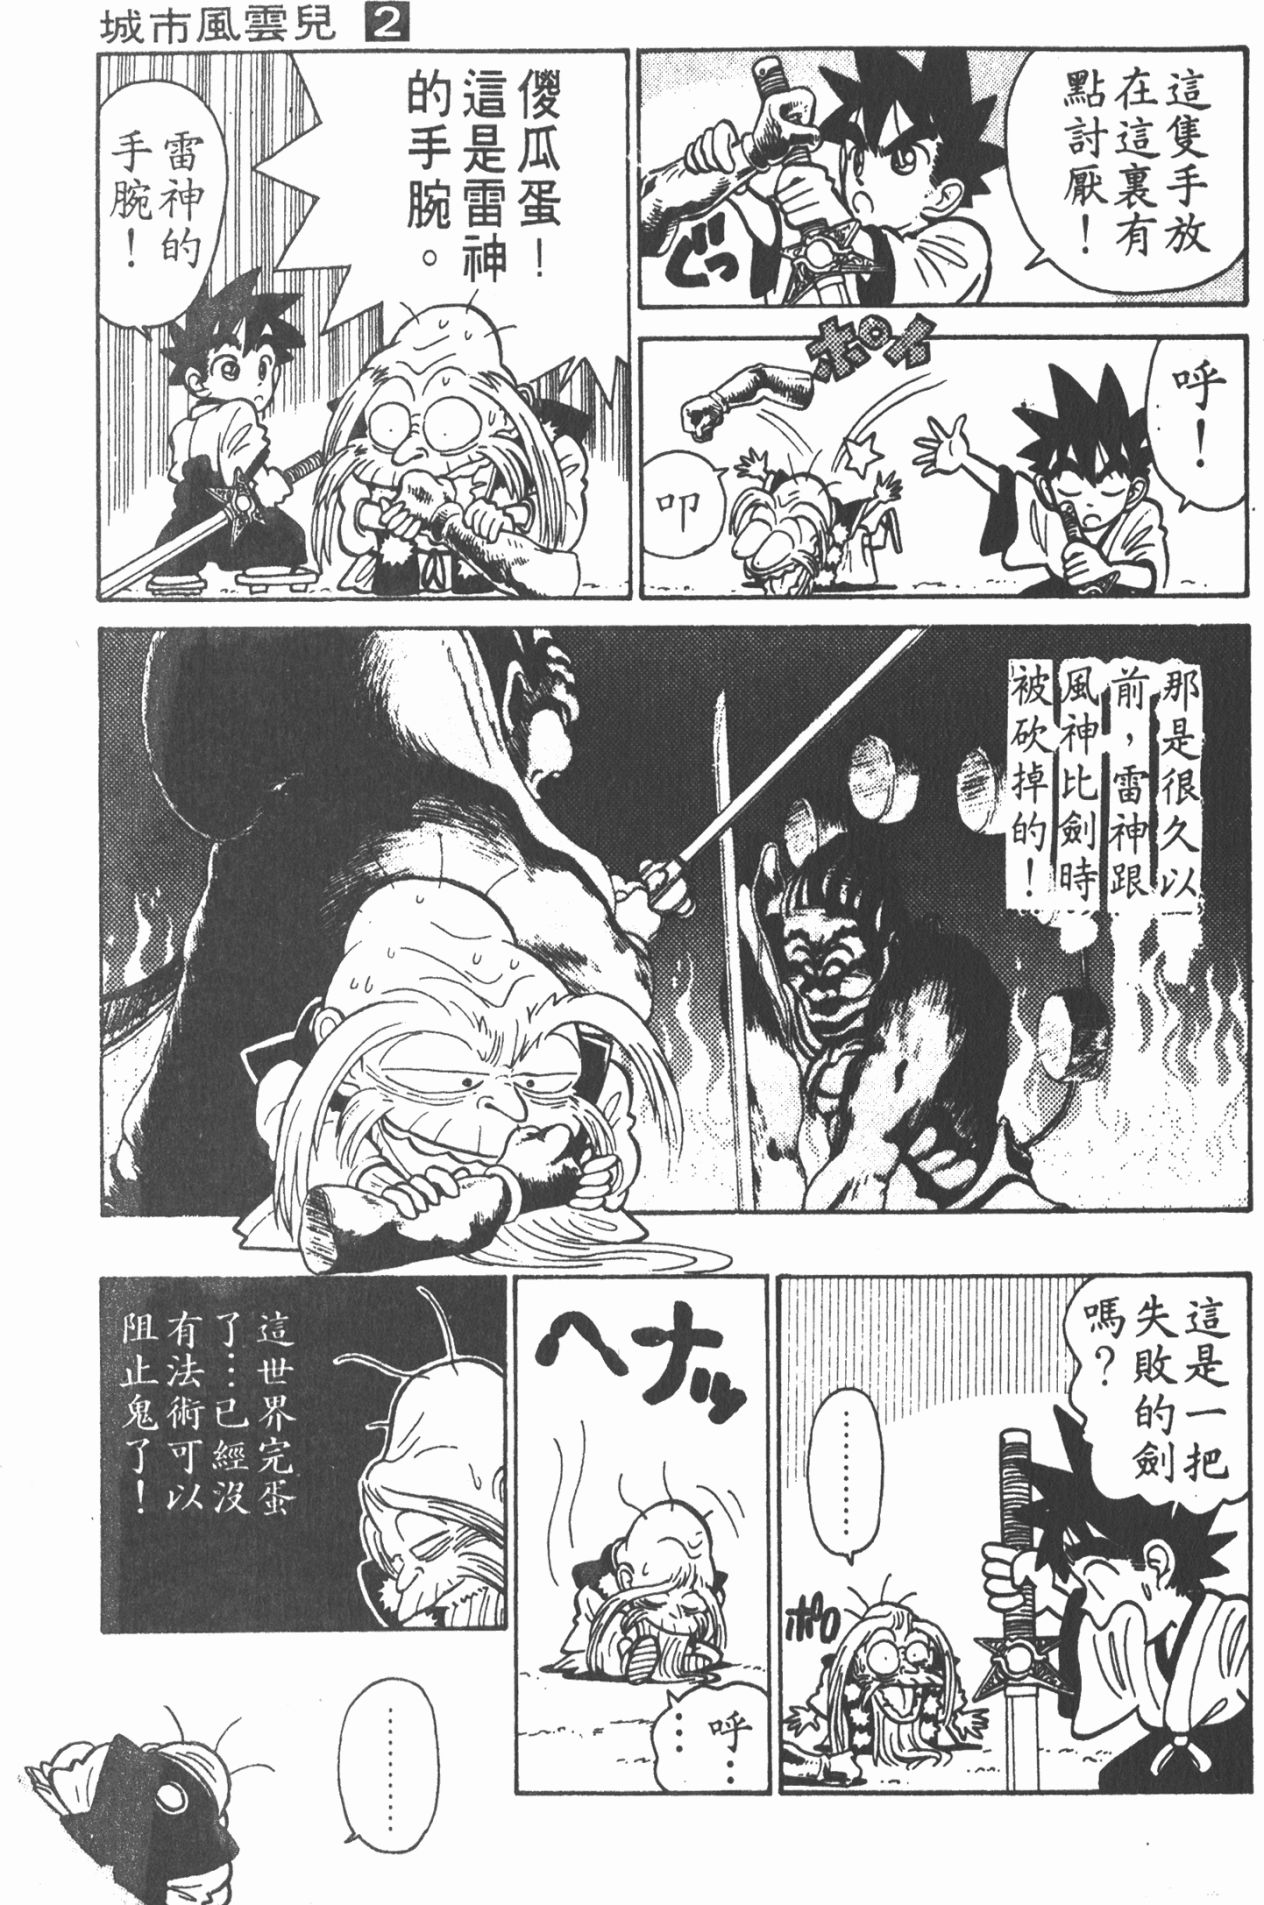 城市風雲兒 2
這隻手放
在這裏有
點討厭！
ぐっ
呼！
ポイ
叩
傻瓜蛋！
這是雷神
的手腕。
雷神的
手腕！
那是很久以
前，雷神跟
風神比劍時
被砍掉的！
這是一把
失敗的劍
嗎？
⋯⋯⋯⋯
ポロ
ヘナッ
呼⋯
⋯⋯
這世界完蛋
了⋯已經沒
有法術可以
阻止鬼了！
⋯⋯⋯⋯